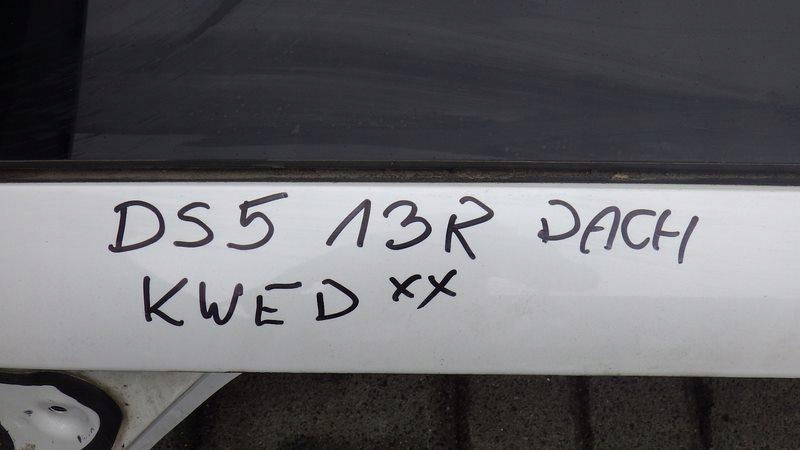 DS5 13R DACH
KWED xx